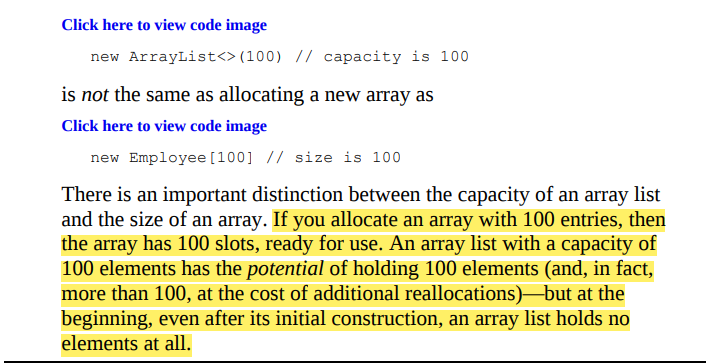 Click here to view code image
new ArrayList<>(100) // capacity is 100
is not the same as allocating a new array as
Click here to view code image
new Employee[100] // size is 100
There is an important distinction between the capacity of an array list
and the size of an array. If you allocate an array with 100 entries, then
the array has 100 slots, ready for use. An array list with a capacity of
100 elements has the potential of holding 100 elements (and, in fact,
more than 100, at the cost of additional reallocations)—but at the
beginning, even after its initial construction, an array list holds no
elements at all.